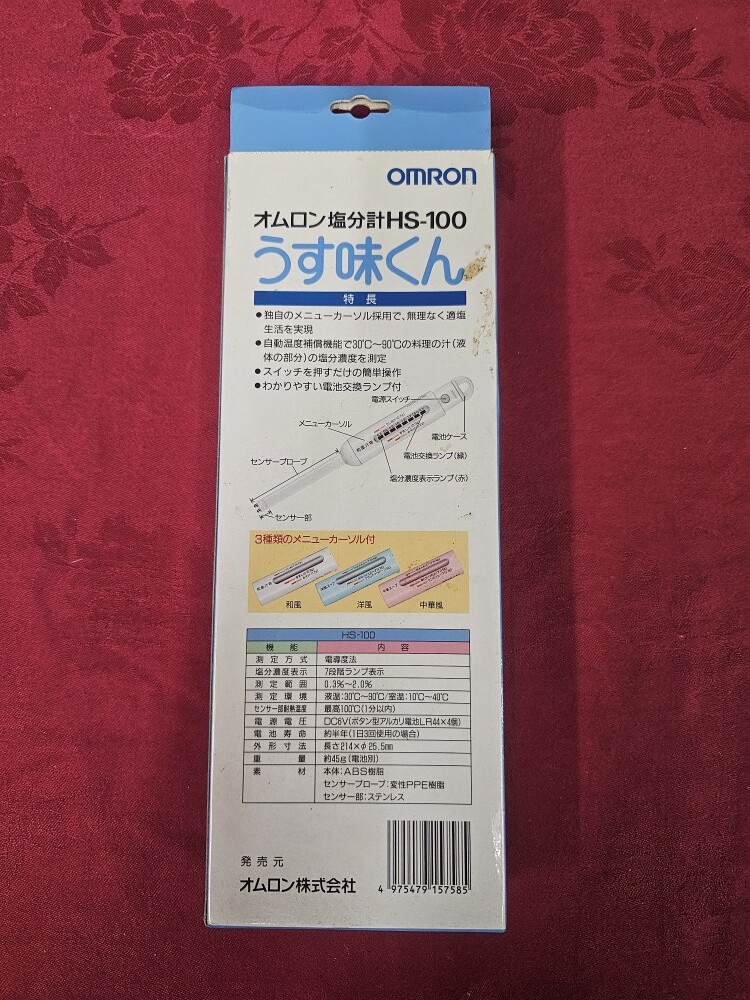 OMRON
オムロン塩分計HS-100
うす味くん
特長
●独自のメニューカーソル採用で、無理なく適塩
生活を実現
●自動温度補償機能で30℃〜90℃の料理の汁(液
体の部分)の塩分濃度を測定
●スイッチを押すだけの簡単操作
●わかりやすい電池交換ランプ付
電源スイッチ
メニューカーソル
電池ケース
電池交換ランプ(緑)
センサープローブ
塩分濃度表示ランプ(赤)
センサー部
3種類のメニューカーソル付
和風 洋風 中華風
HS-100
機能 内容
測定方式 電導度法
塩分濃度表示 7段階ランプ表示
測定範囲 0.3%〜2.0%
測定環境 液温:30℃〜90℃/室温:10℃〜40℃
センサー部耐熱温度 最高100℃(1分以内)
電源電圧 DC6V(ボタン型アルカリ電池LR44×4個)
電池寿命 約半年(1日3回使用の場合)
外形寸法 長さ214×φ25.5mm
重量 約45g(電池別)
素材 本体:ABS樹脂
センサープローブ:変性PPE樹脂
センサー部:ステンレス
発売元
オムロン株式会社
4 975479 157585